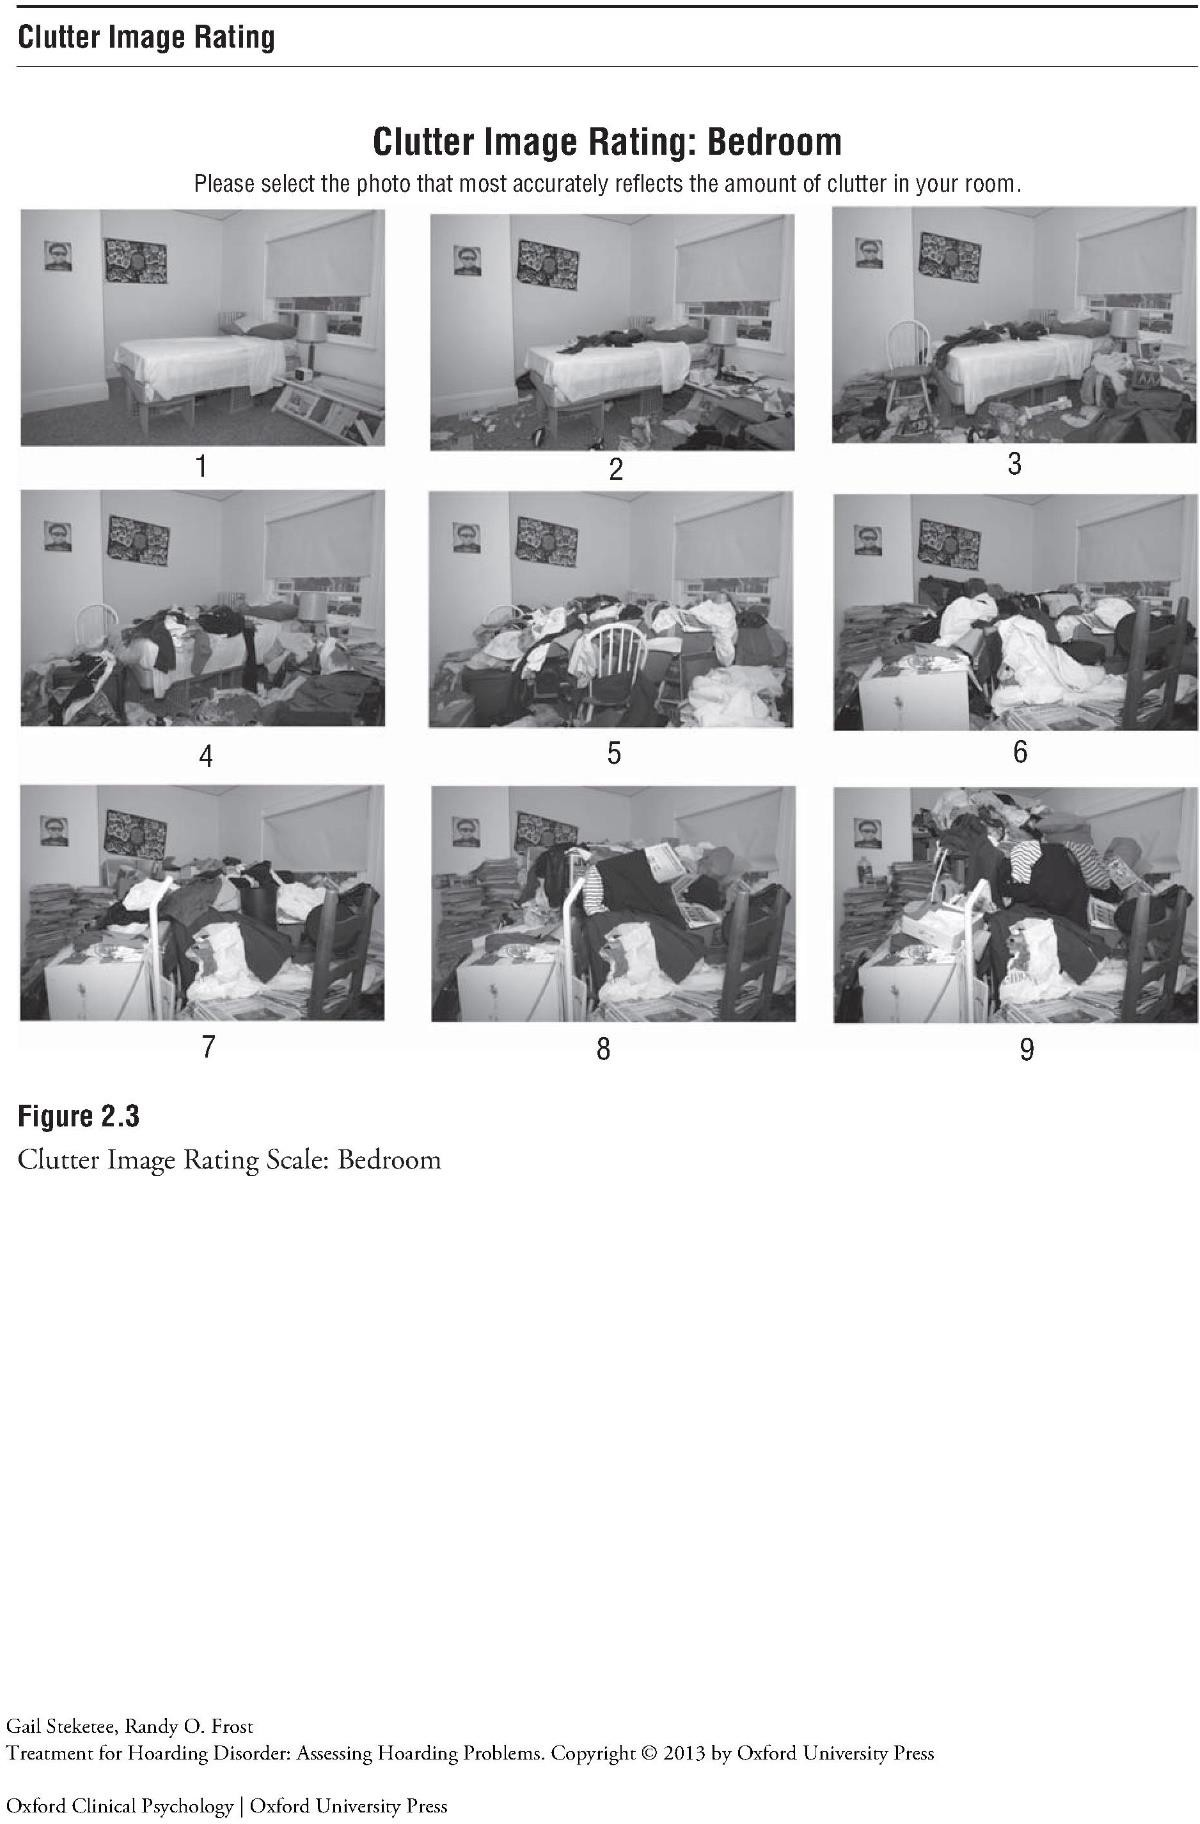 Clutter Image Rating
Clutter Image Rating: Bedroom
Please select the photo that most accurately reflects the amount of clutter in your room.
1
2
3
4
5
6
7
8
9
Figure 2.3
Clutter Image Rating Scale: Bedroom
Gail Steketee, Randy O. Frost
Treatment for Hoarding Disorder: Assessing Hoarding Problems. Copyright © 2013 by Oxford University Press
Oxford Clinical Psychology | Oxford University Press